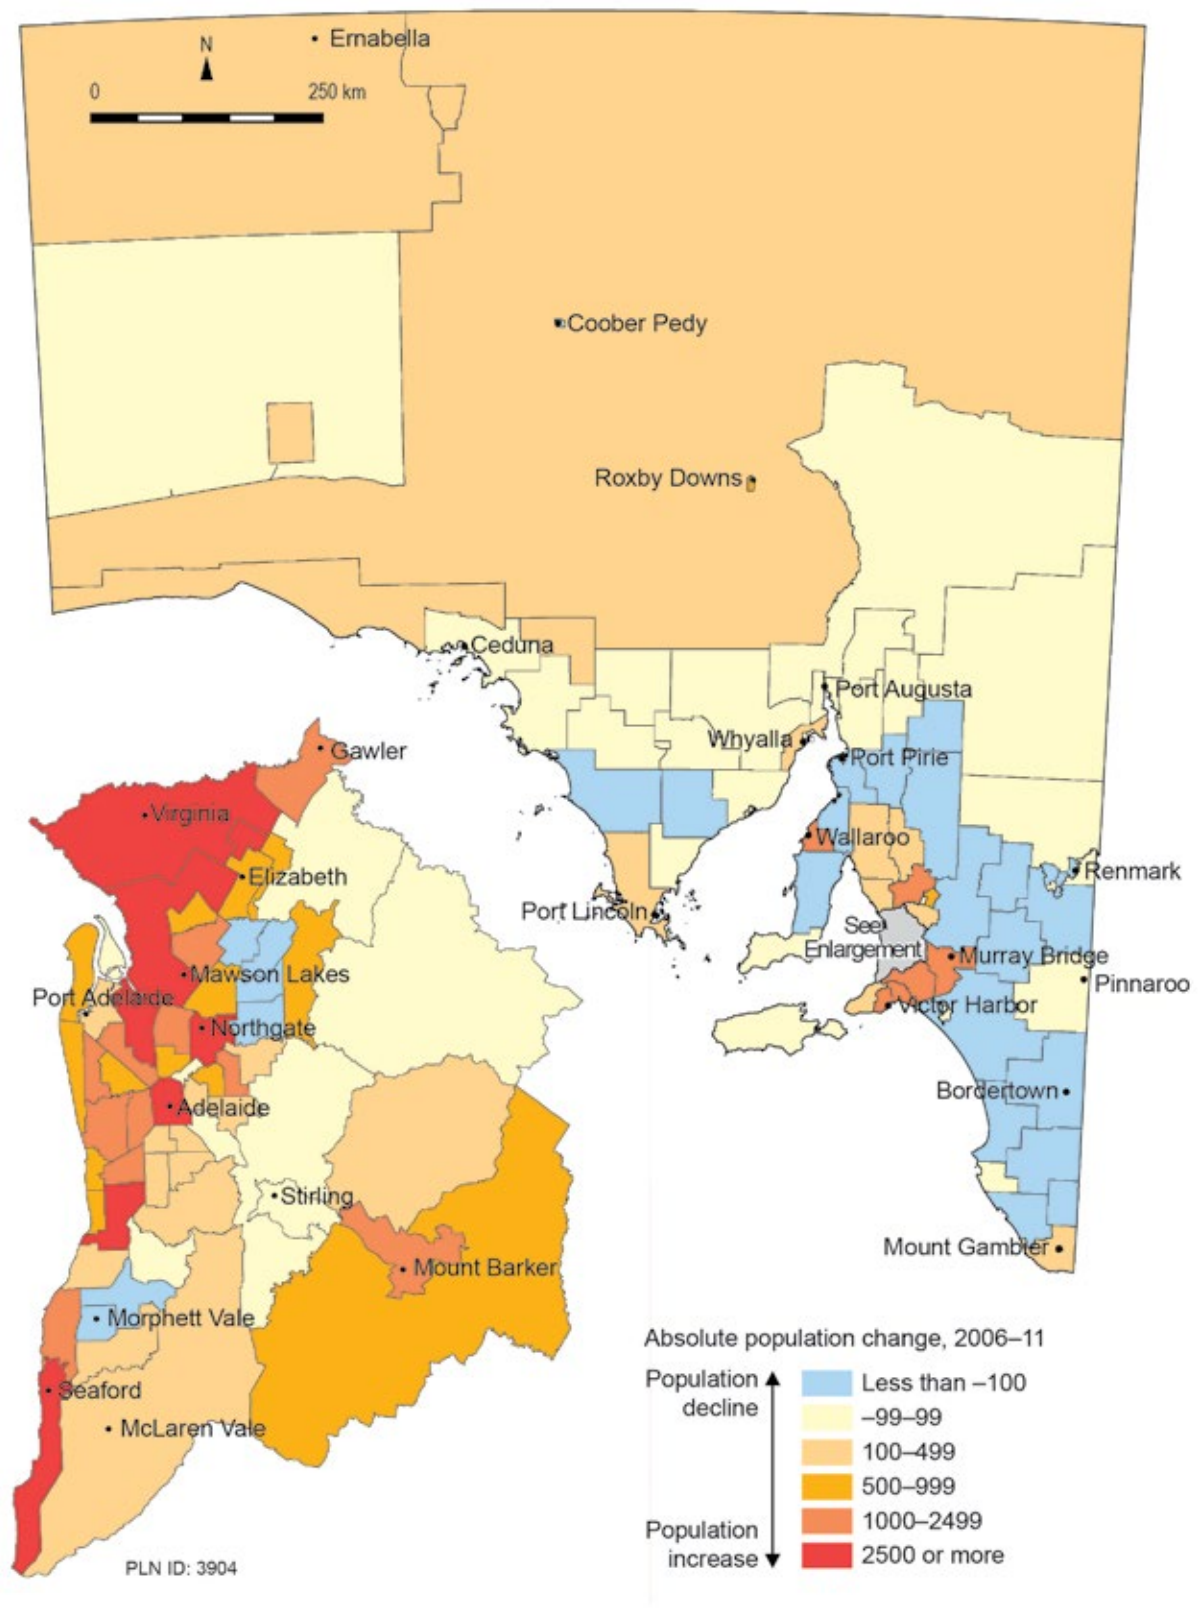 Ernabella
N
0 250 km
Coober Pedy
Roxby Downs
Ceduna
Port Augusta
Whyalla
Port Pirie
Gawler
Virginia
Wallaroo
Elizabeth
Renmark
Port Lincoln
See
Enlargement
Murray Bridge
Mawson Lakes
Pinnaroo
Port Adelaide
Victor Harbor
Northgate
Bordertown
Adelaide
Stirling
Mount Gambier
Mount Barker
Morphett Vale
Seaford
McLaren Vale
Absolute population change, 2006–11
Population
decline
Less than –100
–99–99
100–499
500–999
1000–2499
Population
increase
2500 or more
PLN ID: 3904